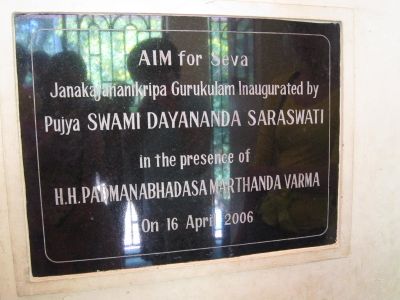 AIM for Seva
Janakajananikripa Gurukulam Inaugurated by
Pujya SWAMI DAYANANDA SARASWATI
in the presence of
H.H. PADMANABHADASA MARTHANDA VARMA
On 16 April 2006